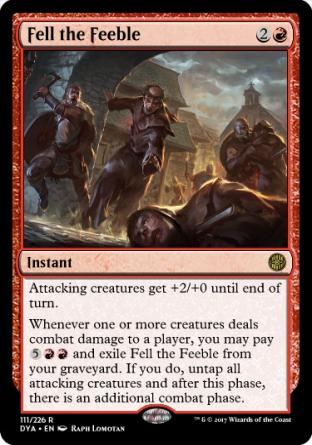 Fell the Feeble 2
Instant
Attacking creatures get +2/+0 until end of
turn.
Whenever one or more creatures deals
combat damage to a player, you may pay
5 and exile Fell the Feeble from
your graveyard. If you do, untap all
attacking creatures and after this phase,
there is an additional combat phase.
111/226 R
DYA • EN RAPH LOMOTAN
™ & © 2017 Wizards of the Coast